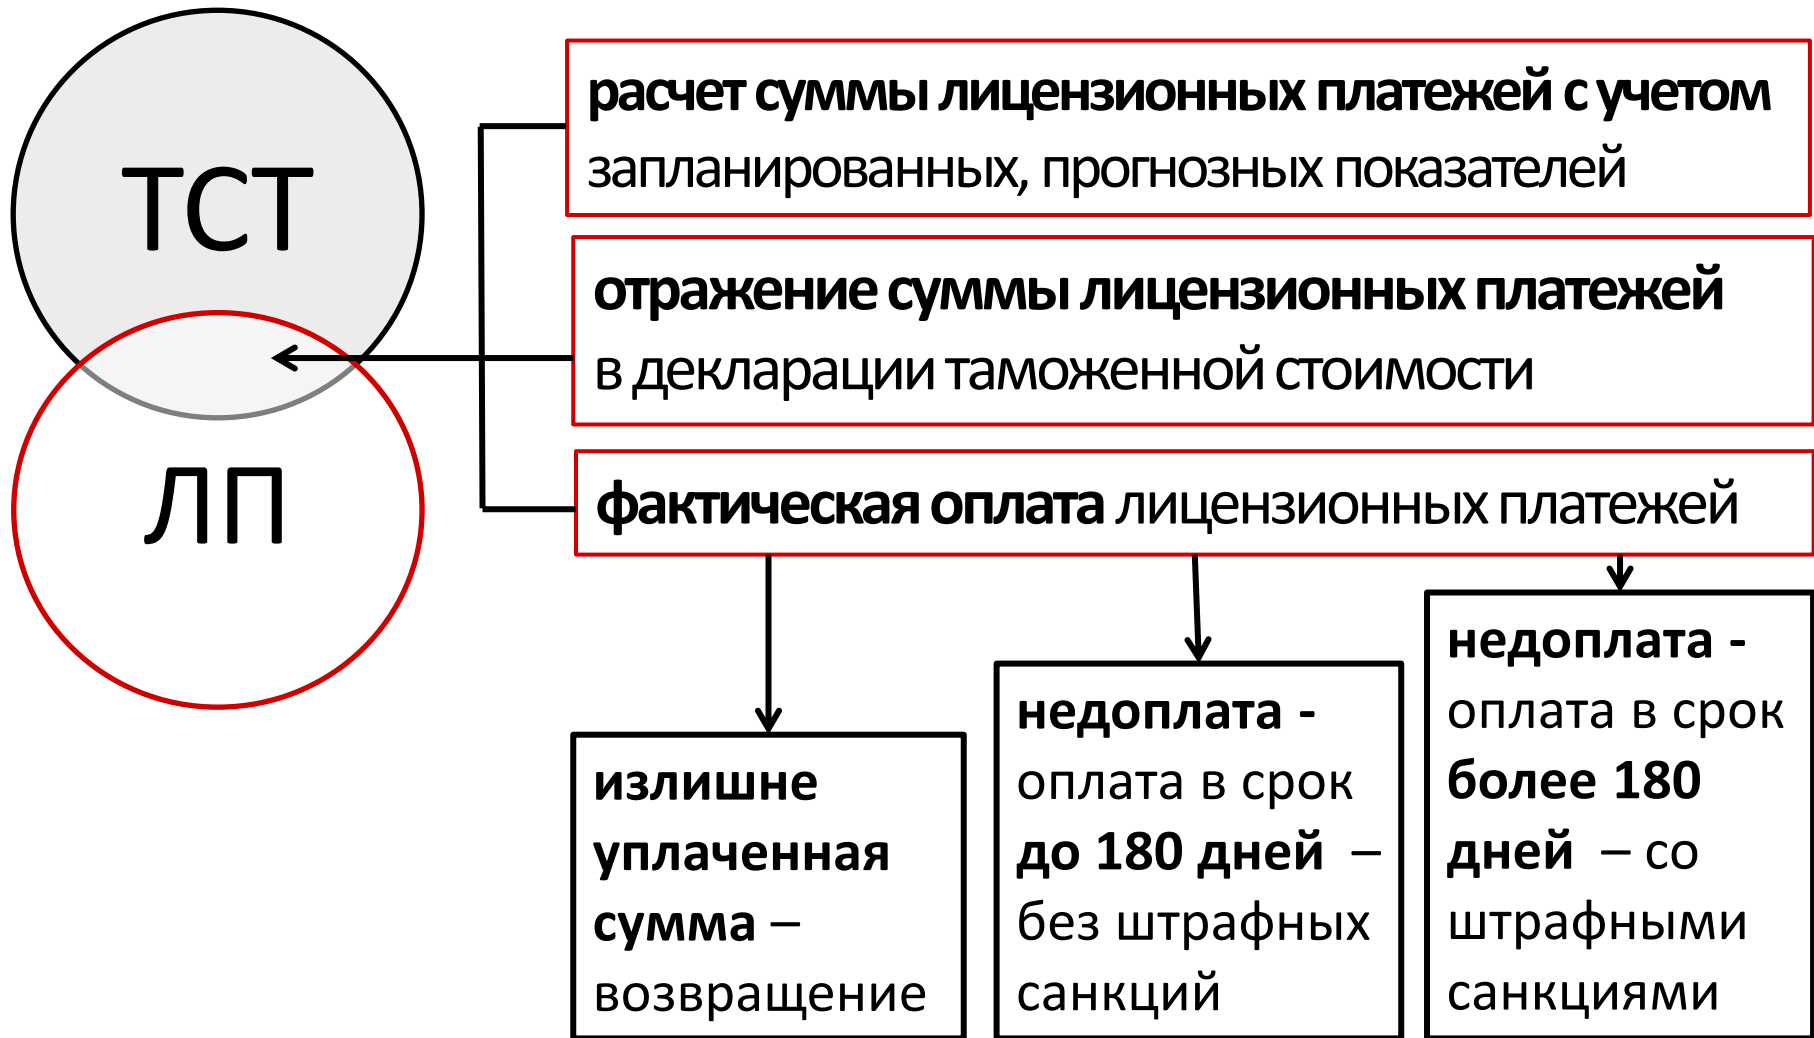 ТСТ
ЛП
расчет суммы лицензионных платежей с учетом
запланированных, прогнозных показателей
отражение суммы лицензионных платежей
в декларации таможенной стоимости
фактическая оплата лицензионных платежей
излишне
уплаченная
сумма –
возвращение
недоплата -
оплата в срок
до 180 дней –
без штрафных
санкций
недоплата -
оплата в срок
более 180
дней – со
штрафными
санкциями